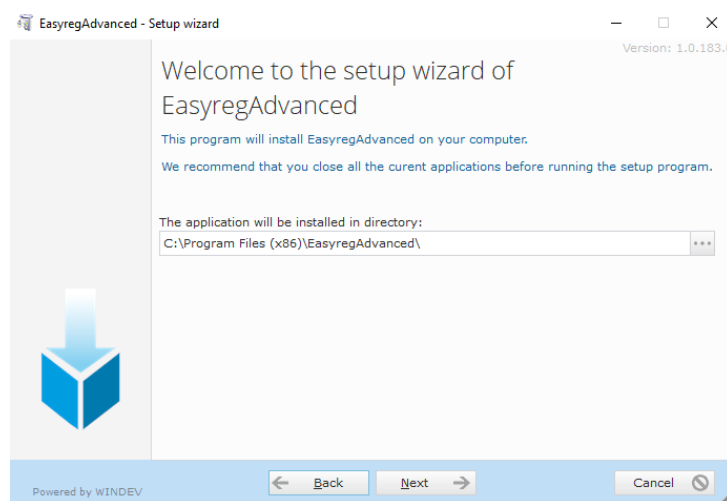 EasyregAdvanced - Setup wizard
Version: 1.0.183.
Welcome to the setup wizard of
EasyregAdvanced
This program will install EasyregAdvanced on your computer.
We recommend that you close all the curent applications before running the setup program.
The application will be installed in directory:
C:\Program Files (x86)\EasyregAdvanced\
Powered by WINDEV
Back
Next
Cancel